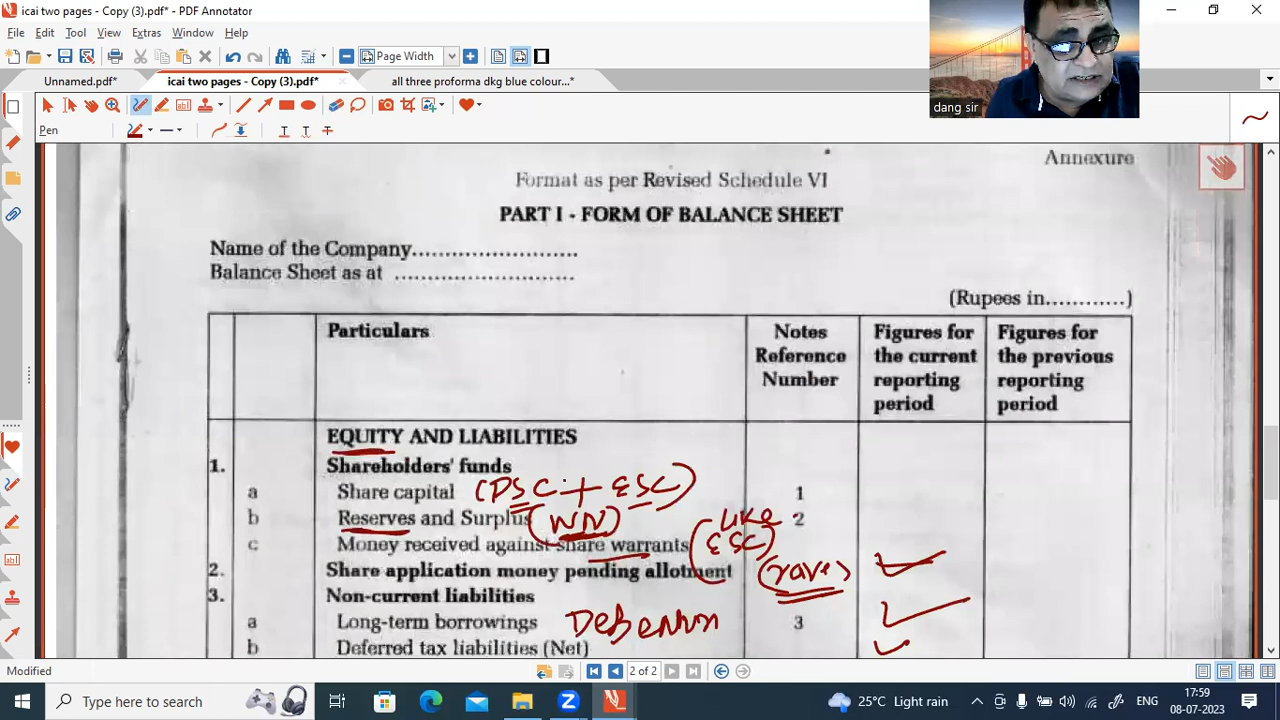 icai two pages - Copy (3).pdf* - PDF Annotator
File Edit Tool View Extras Window Help
Page Width
Unnamed.pdf* icai two pages - Copy (3).pdf* all three proforma dkg blue colour...*
Pen
dang sir
Annexure
Format as per Revised Schedule VI
PART I - FORM OF BALANCE SHEET
Name of the Company..........................
Balance Sheet as at ..........................
(Rupees in............)
Particulars Notes Reference Number Figures for the current reporting period Figures for the previous reporting period
EQUITY AND LIABILITIES
1. Shareholders' funds
a Share capital (PSC + ESC) 1
b Reserves and Surplus (WN) Like 2
c Money received against share warrants (ESC)
2. Share application money pending allotment (rare)
3. Non-current liabilities
a Long-term borrowings 3
b Deferred tax liabilities (Net)
Modified 2 of 2
Type here to search 25°C Light rain ENG 17:59
08-07-2023